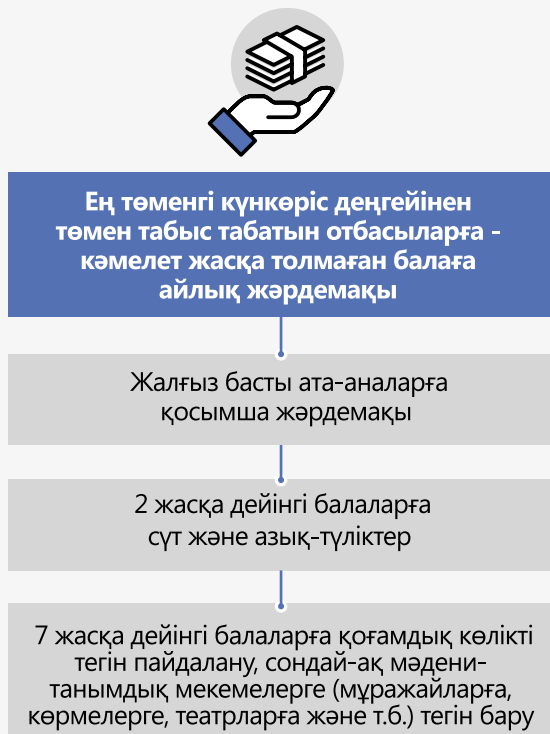 Ең төменгі күнкөріс деңгейінен
төмен табыс табатын отбасыларға -
кәмелет жасқа толмаған балаға
айлық жәрдемақы
Жалғыз басты ата-аналарға
қосымша жәрдемақы
2 жасқа дейінгі балаларға
сүт және азық-түліктер
7 жасқа дейінгі балаларға қоғамдық көлікті
тегін пайдалану, сондай-ақ мәдени-
танымдық мекемелерге (мұражайларға,
көрмелерге, театрларға және т.б.) тегін бару